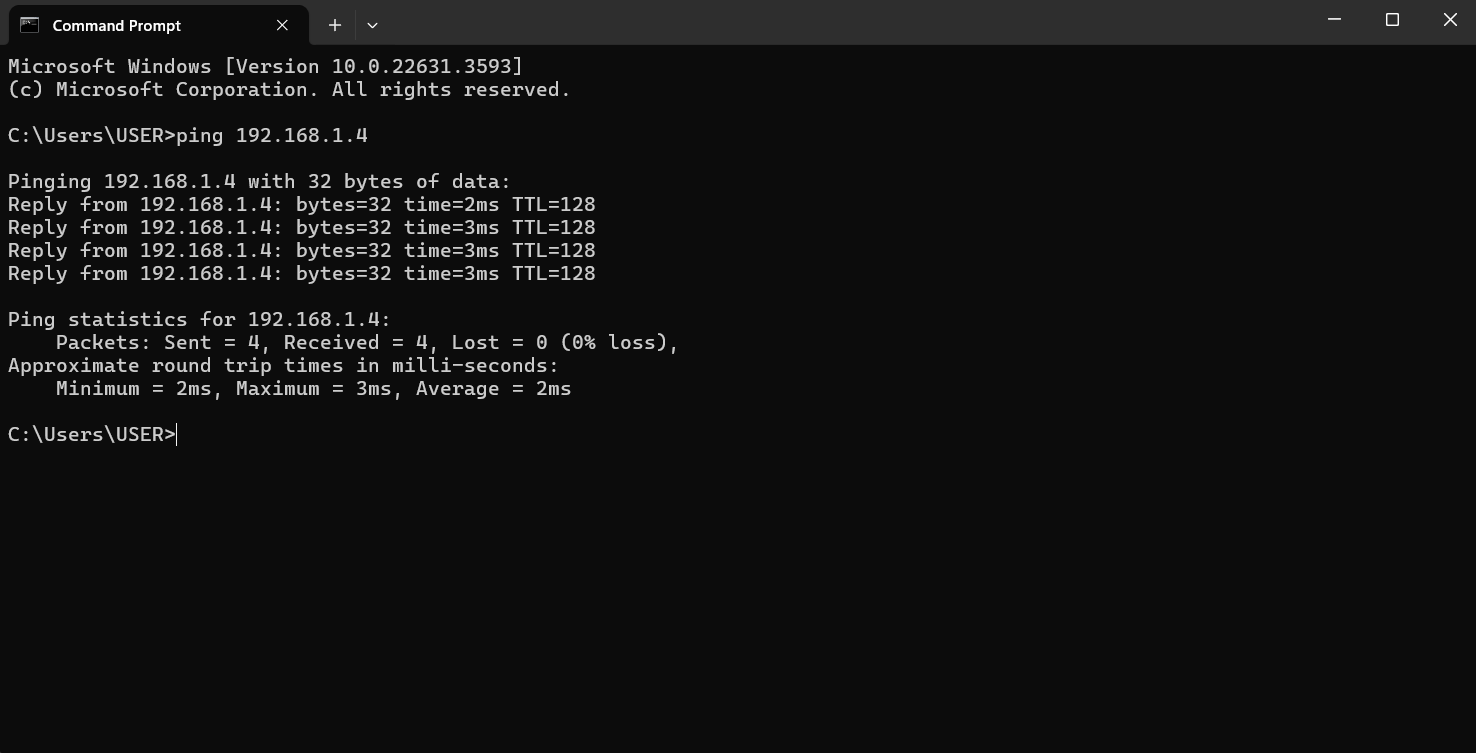 Command Prompt
Microsoft Windows [Version 10.0.22631.3593]
(c) Microsoft Corporation. All rights reserved.
C:\Users\USER>ping 192.168.1.4
Pinging 192.168.1.4 with 32 bytes of data:
Reply from 192.168.1.4: bytes=32 time=2ms TTL=128
Reply from 192.168.1.4: bytes=32 time=3ms TTL=128
Reply from 192.168.1.4: bytes=32 time=3ms TTL=128
Reply from 192.168.1.4: bytes=32 time=3ms TTL=128
Ping statistics for 192.168.1.4:
    Packets: Sent = 4, Received = 4, Lost = 0 (0% loss),
Approximate round trip times in milli-seconds:
    Minimum = 2ms, Maximum = 3ms, Average = 2ms
C:\Users\USER>